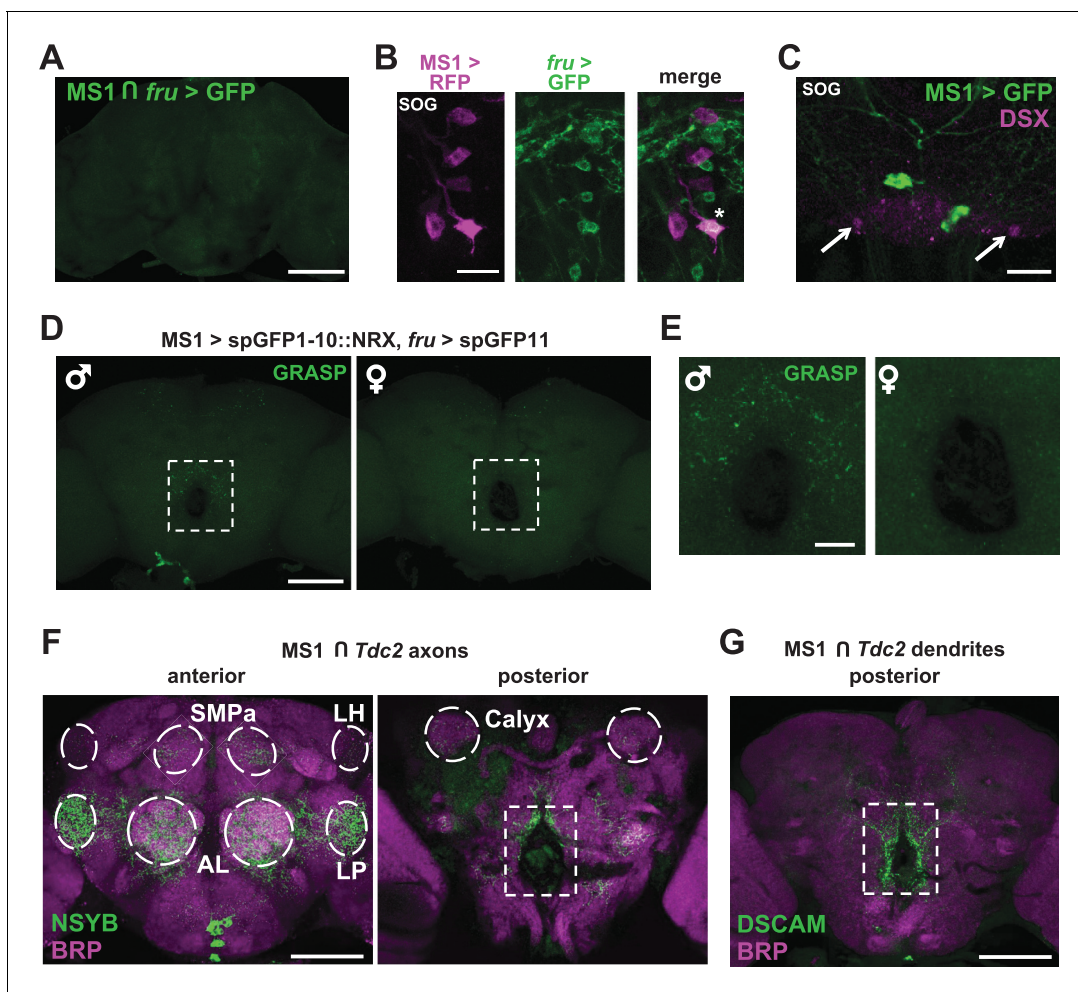 A
MS1 ∩ fru > GFP
B
MS1 >
RFP
fru >
GFP
merge
SOG
*
C
SOG
MS1 > GFP
DSX
D
MS1 > spGFP1-10::NRX, fru > spGFP11
♂
GRASP
♀
E
♂
GRASP
♀
F
MS1 ∩ Tdc2 axons
anterior
posterior
SMPa
LH
AL
LP
NSYB
BRP
Calyx
G
MS1 ∩ Tdc2 dendrites
posterior
DSCAM
BRP